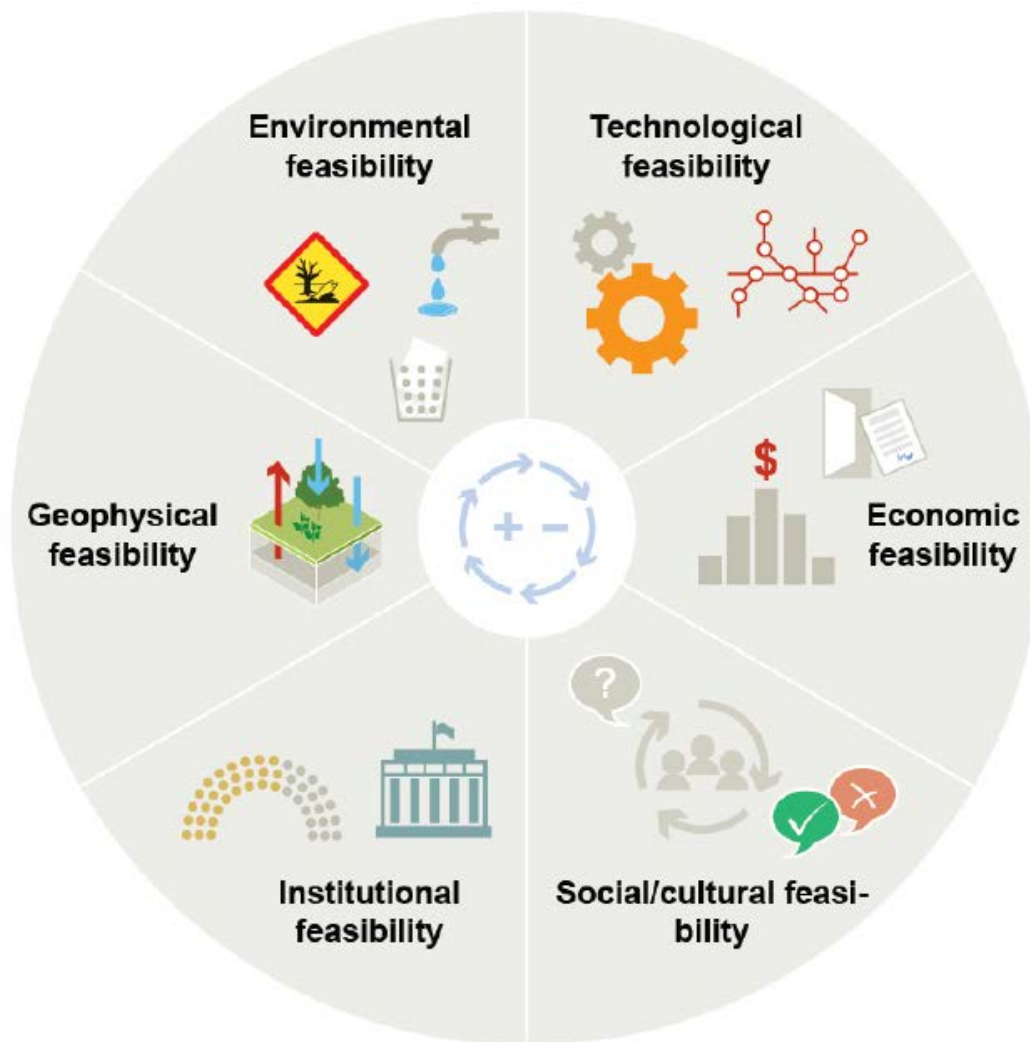 Environmental
feasibility
Technological
feasibility
$
Economic
feasibility
Geophysical
feasibility
+ −
?
Institutional
feasibility
Social/cultural feasi-
bility